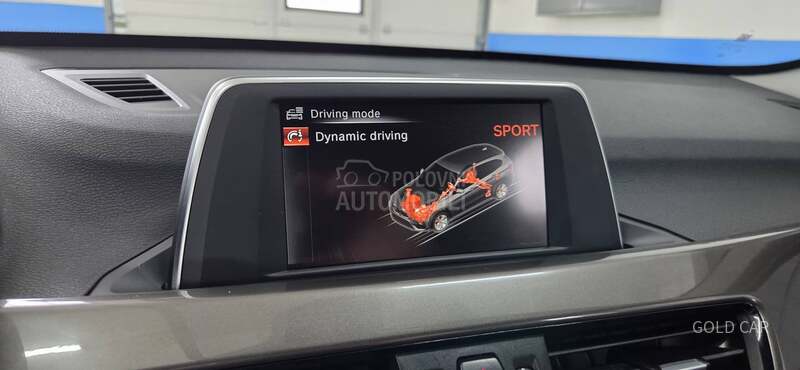 Driving mode
Dynamic driving
SPORT
POLOVNI
AUTOMOBILI
GOLD CAR